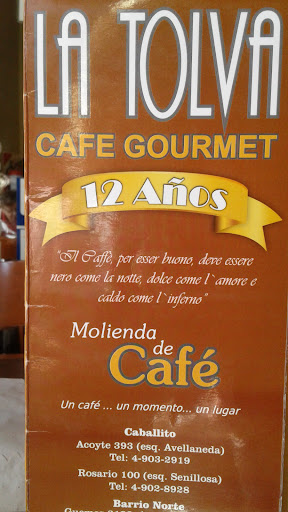 LA TOLVA
CAFE GOURMET
12 Años
"Il Caffè, per esser buono, deve essere
nero come la notte, dolce come l`amore e
caldo come l`inferno"
Molienda
de
Café
Un café ... un momento... un lugar
Caballito
Acoyte 393 (esq. Avellaneda)
Tel: 4-903-2919
Rosario 100 (esq. Senillosa)
Tel: 4-902-8928
Barrio Norte